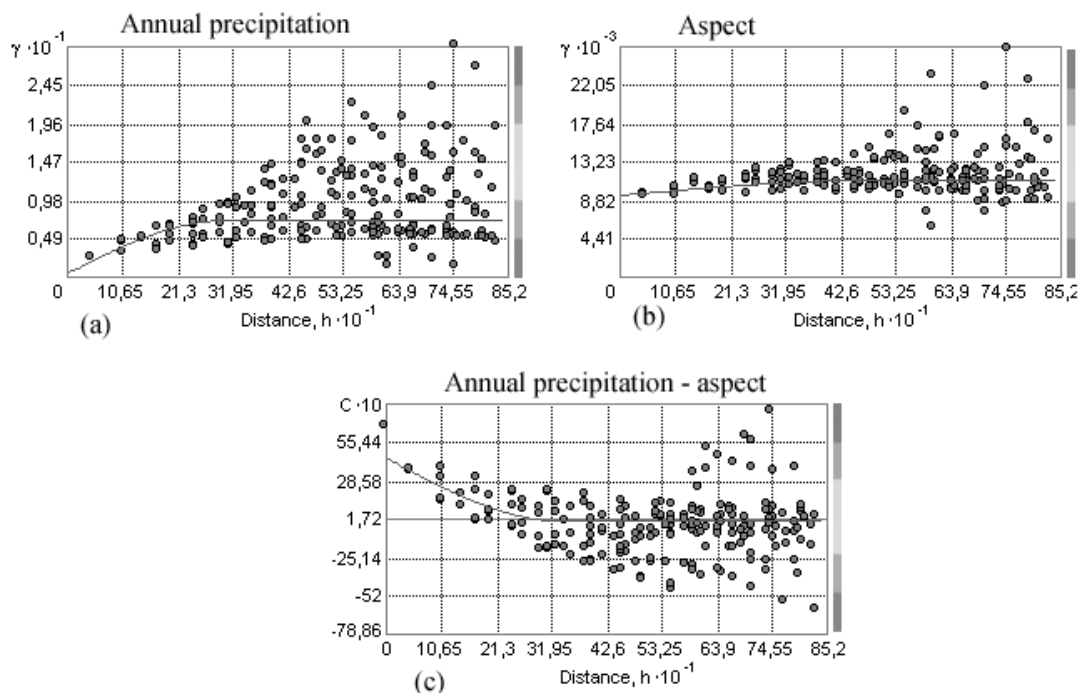 Annual precipitation
γ · 10⁻¹
2,45
1,96
1,47
0,98
0,49
0 10,65 21,3 31,95 42,6 53,25 63,9 74,55 85,2
Distance, h · 10⁻¹
(a)
Aspect
γ · 10⁻³
22,05
17,64
13,23
8,82
4,41
0 10,65 21,3 31,95 42,6 53,25 63,9 74,55 85,2
Distance, h · 10⁻¹
(b)
Annual precipitation - aspect
C · 10
55,44
28,58
1,72
-25,14
-52
-78,86
0 10,65 21,3 31,95 42,6 53,25 63,9 74,55 85,2
Distance, h · 10⁻¹
(c)